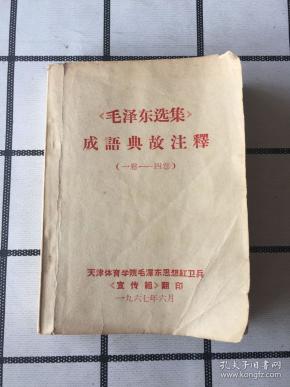 《毛泽东选集》
成語典故注釋
（一卷——四卷）
天津体育学院毛澤东思想紅卫兵
《宣传組》翻印
一九六七年六月
孔夫子旧书网